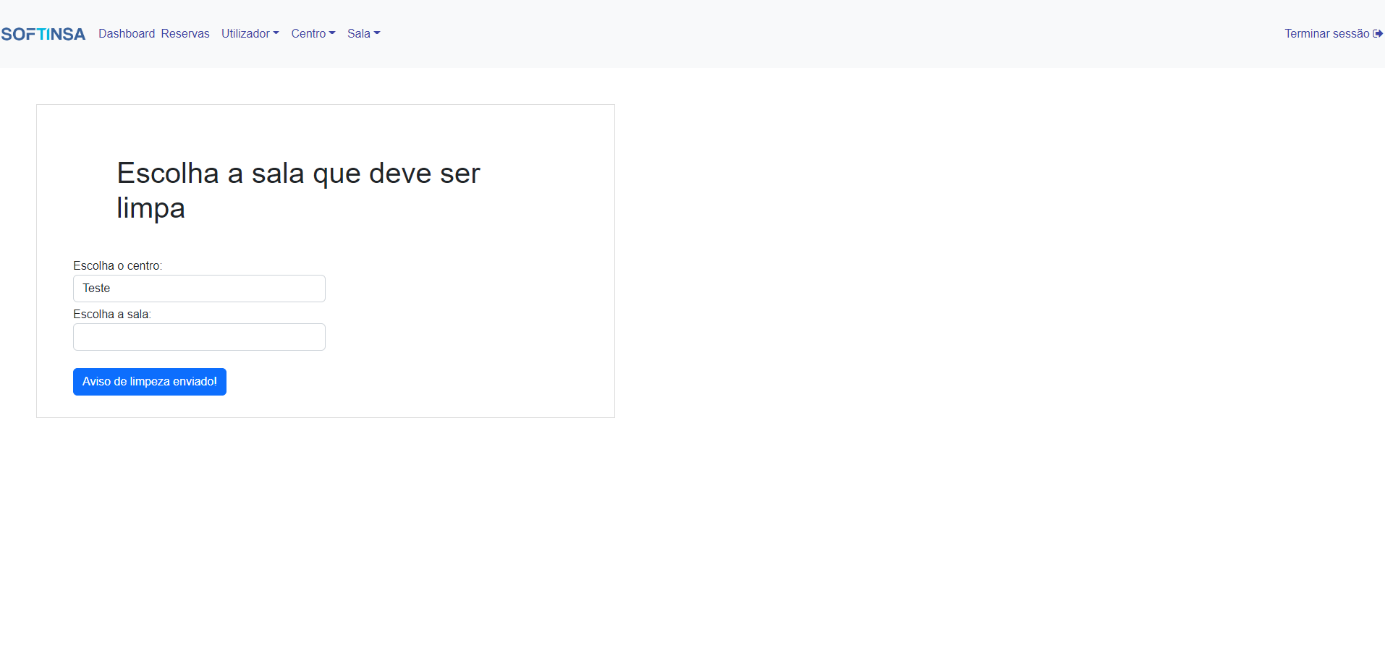 SOFTINSA Dashboard Reservas Utilizador Centro Sala Terminar sessão
Escolha a sala que deve ser
limpa
Escolha o centro:
Teste
Escolha a sala:
Aviso de limpeza enviado!